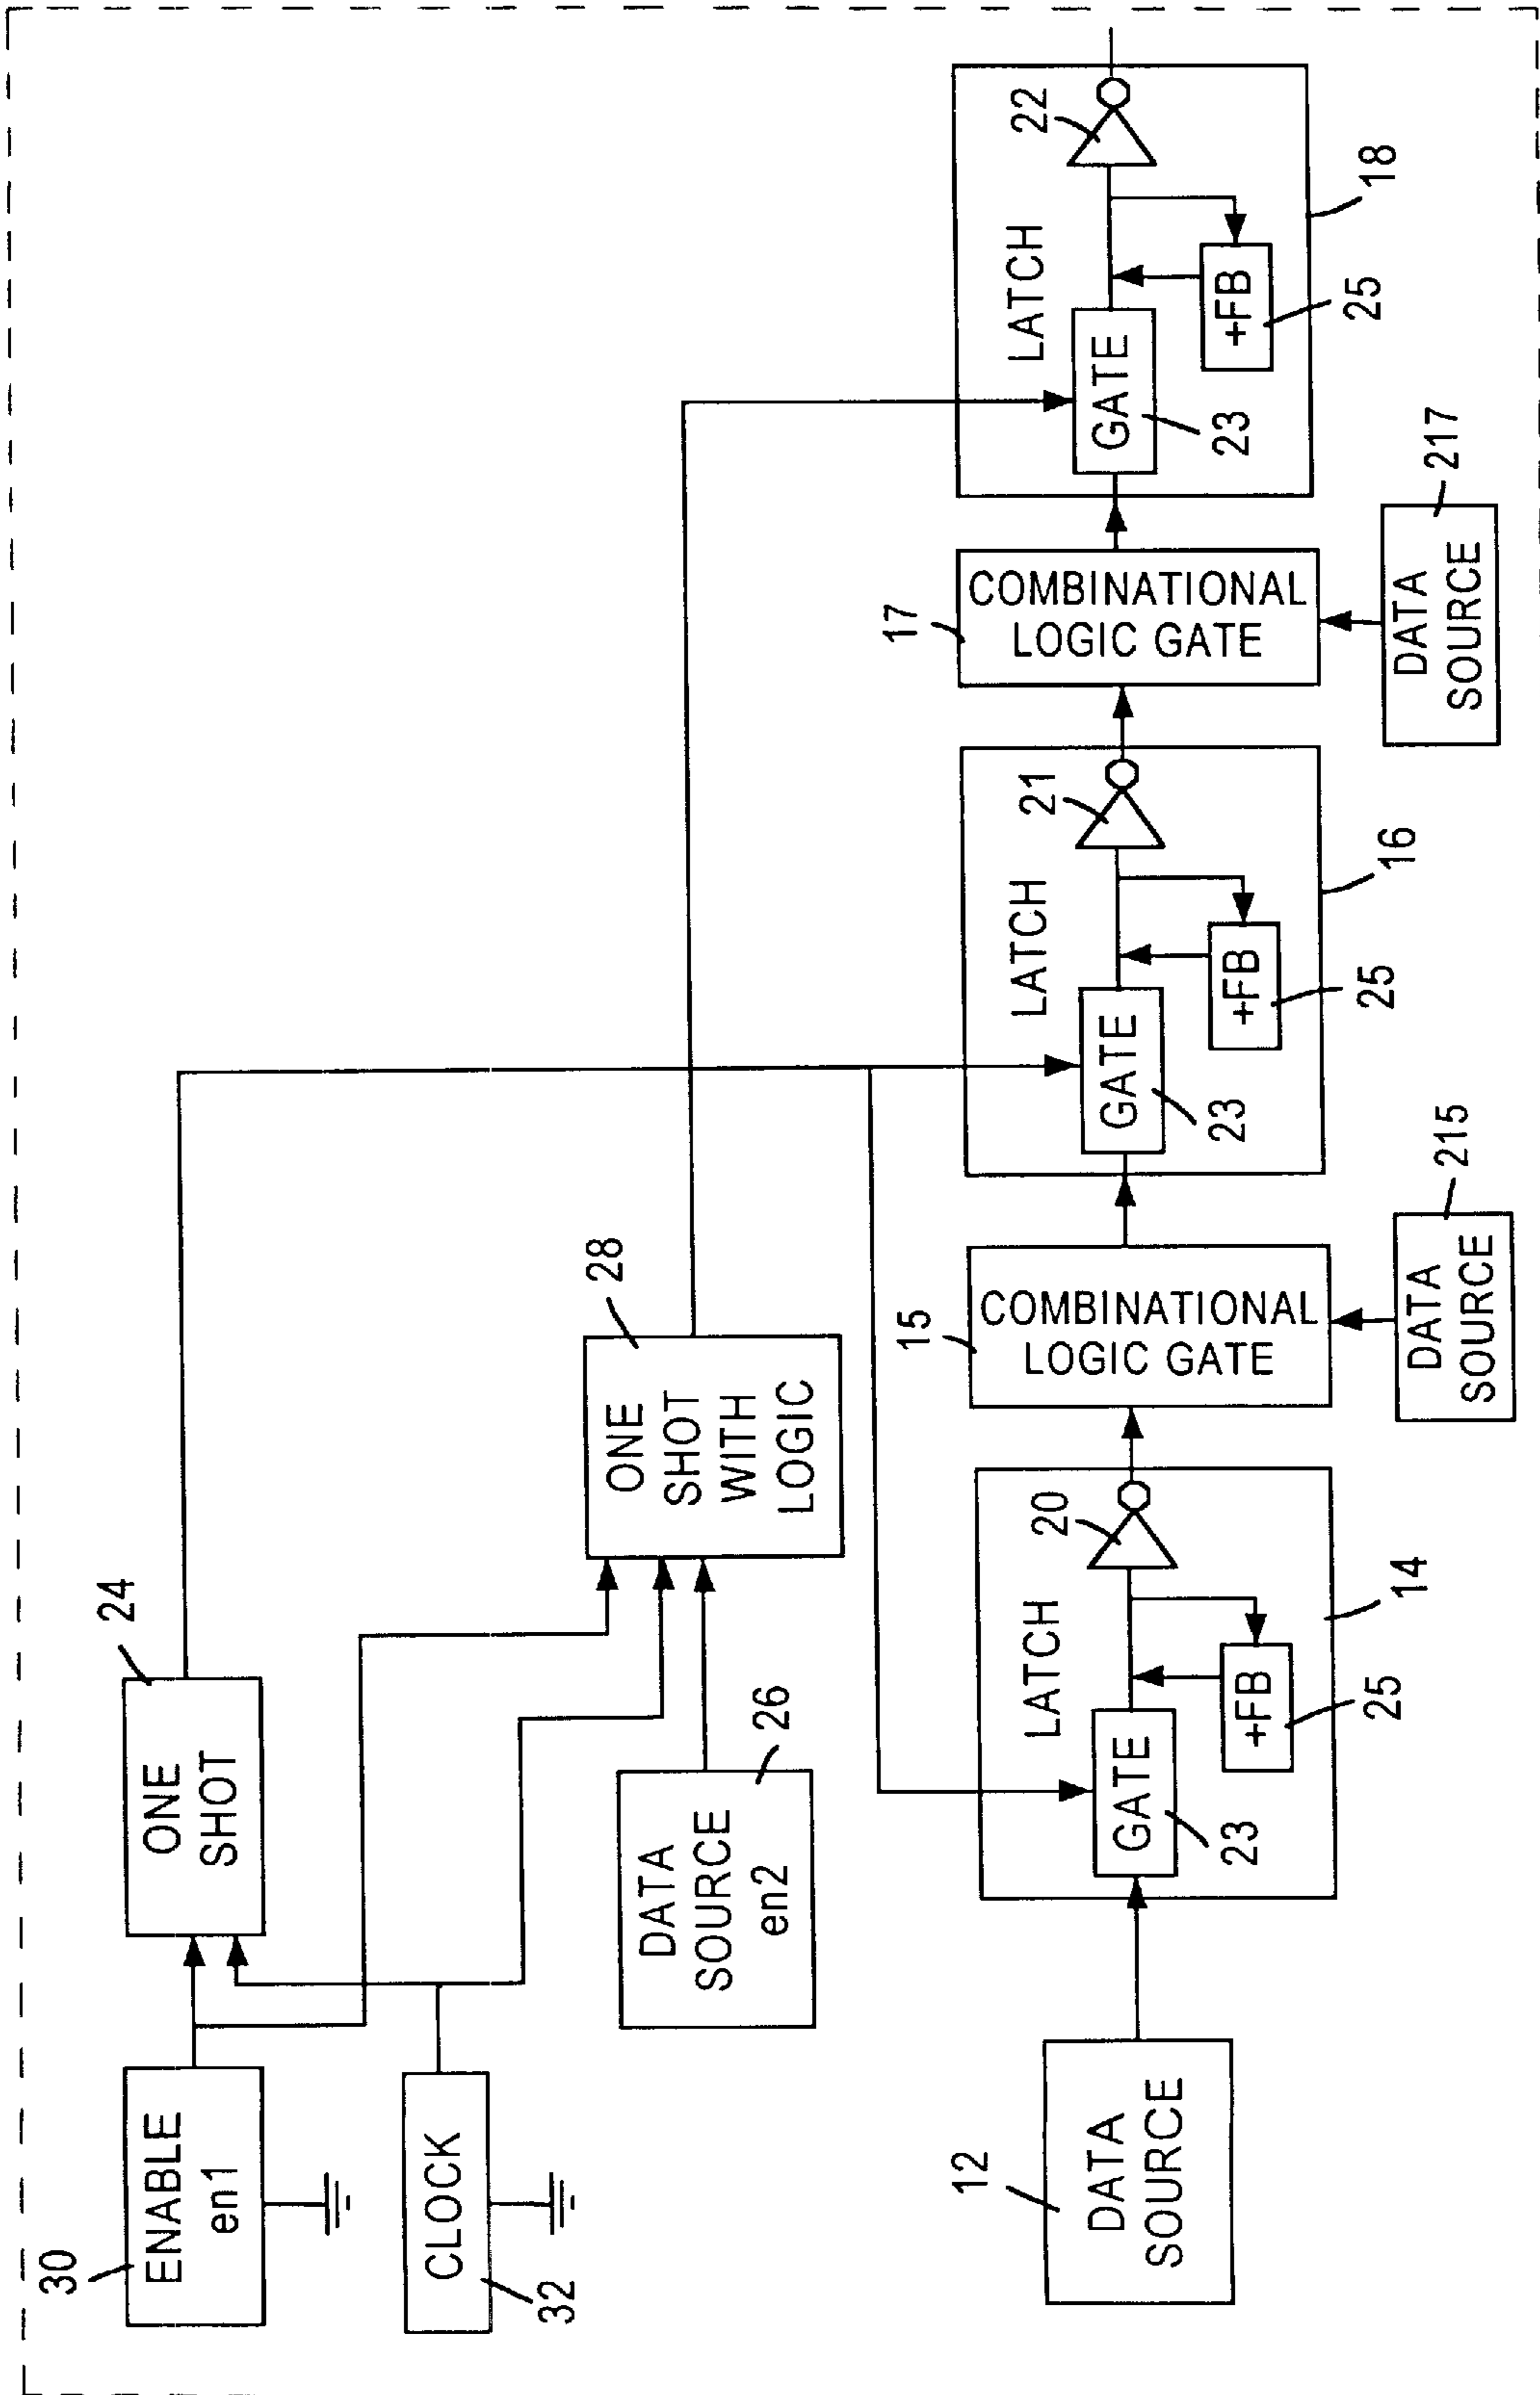 30
ENABLE
en1
24
ONE
SHOT
CLOCK
32
28
ONE
SHOT
WITH
LOGIC
DATA
SOURCE
en2
26
12
DATA
SOURCE
LATCH
20
GATE
23
+FB
25
14
15
COMBINATIONAL
LOGIC GATE
DATA
SOURCE
215
LATCH
21
GATE
23
+FB
25
16
17
COMBINATIONAL
LOGIC GATE
DATA
SOURCE
217
LATCH
22
GATE
23
+FB
25
18